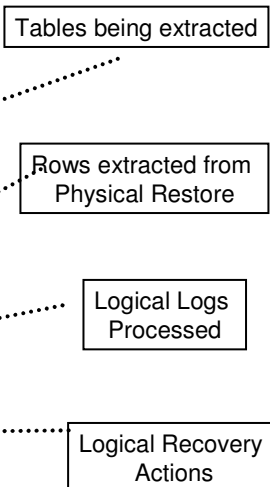 Tables being extracted
Rows extracted from
Physical Restore
Logical Logs
Processed
Logical Recovery
Actions